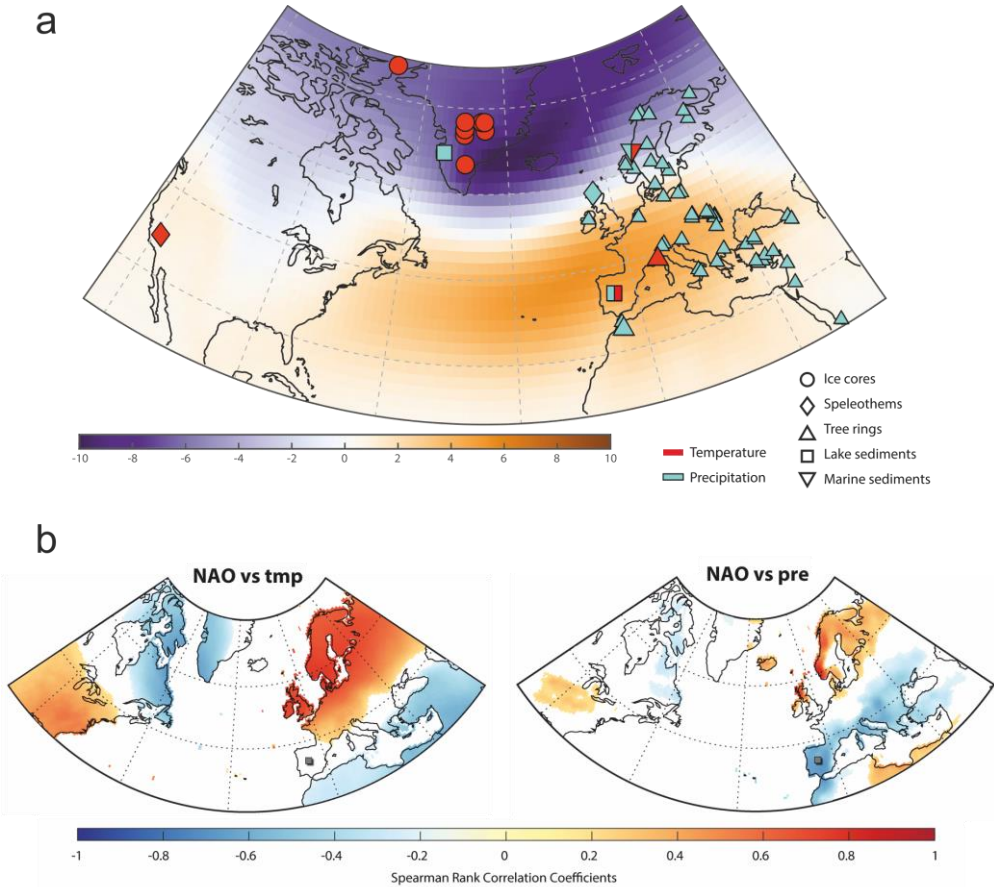 a
-10 -8 -6 -4 -2 0 2 4 6 8 10
Temperature
Precipitation
Ice cores
Speleothems
Tree rings
Lake sediments
Marine sediments
b
NAO vs tmp
NAO vs pre
-1 -0.8 -0.6 -0.4 -0.2 0 0.2 0.4 0.6 0.8 1
Spearman Rank Correlation Coefficients